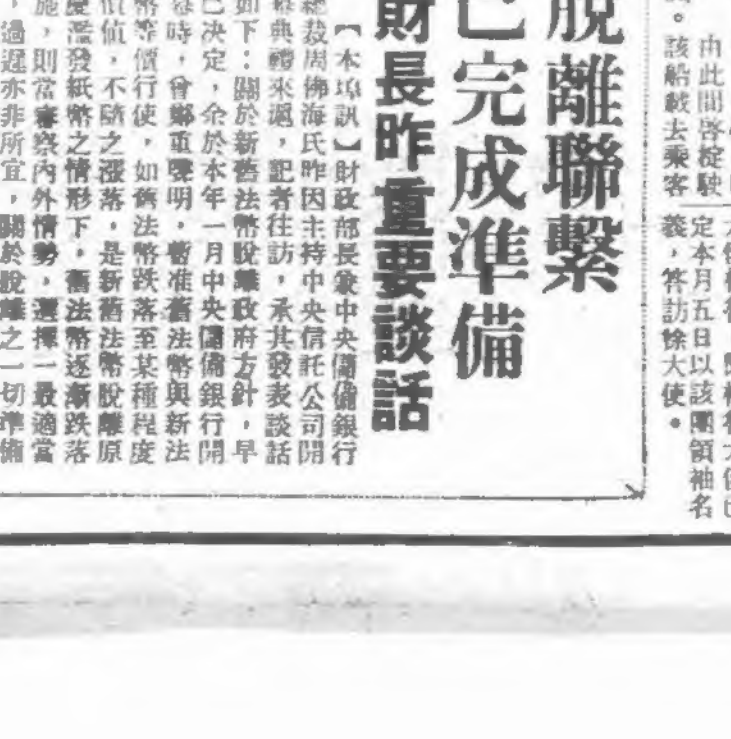 由此間啓椗駛
。該船載去乘客
定本月五日以該團領袖名
義,答訪徐大使。
脫離聯繫
已完成準備
財長昨重要談話
【本埠訊】財政部長兼中央儲備銀行
總裁周佛海氏昨因主持中央信託公司開
幕典禮來滬,記者往訪,承其發表談話
如下:關於新舊法幣脫離政府方針,早
已決定,余於本年一月中央儲備銀行開
幕時,曾鄭重聲明,暫准舊法幣與新法
幣等價行使,如舊法幣跌落至某種程度
價值,不隨之漲落,是新舊法幣脫離原
度濫發紙幣之情形下,舊法幣逐漸跌落
施,則當審察內外情勢,選擇一最適當
,過遲亦非所宜,關於脫離之一切準備